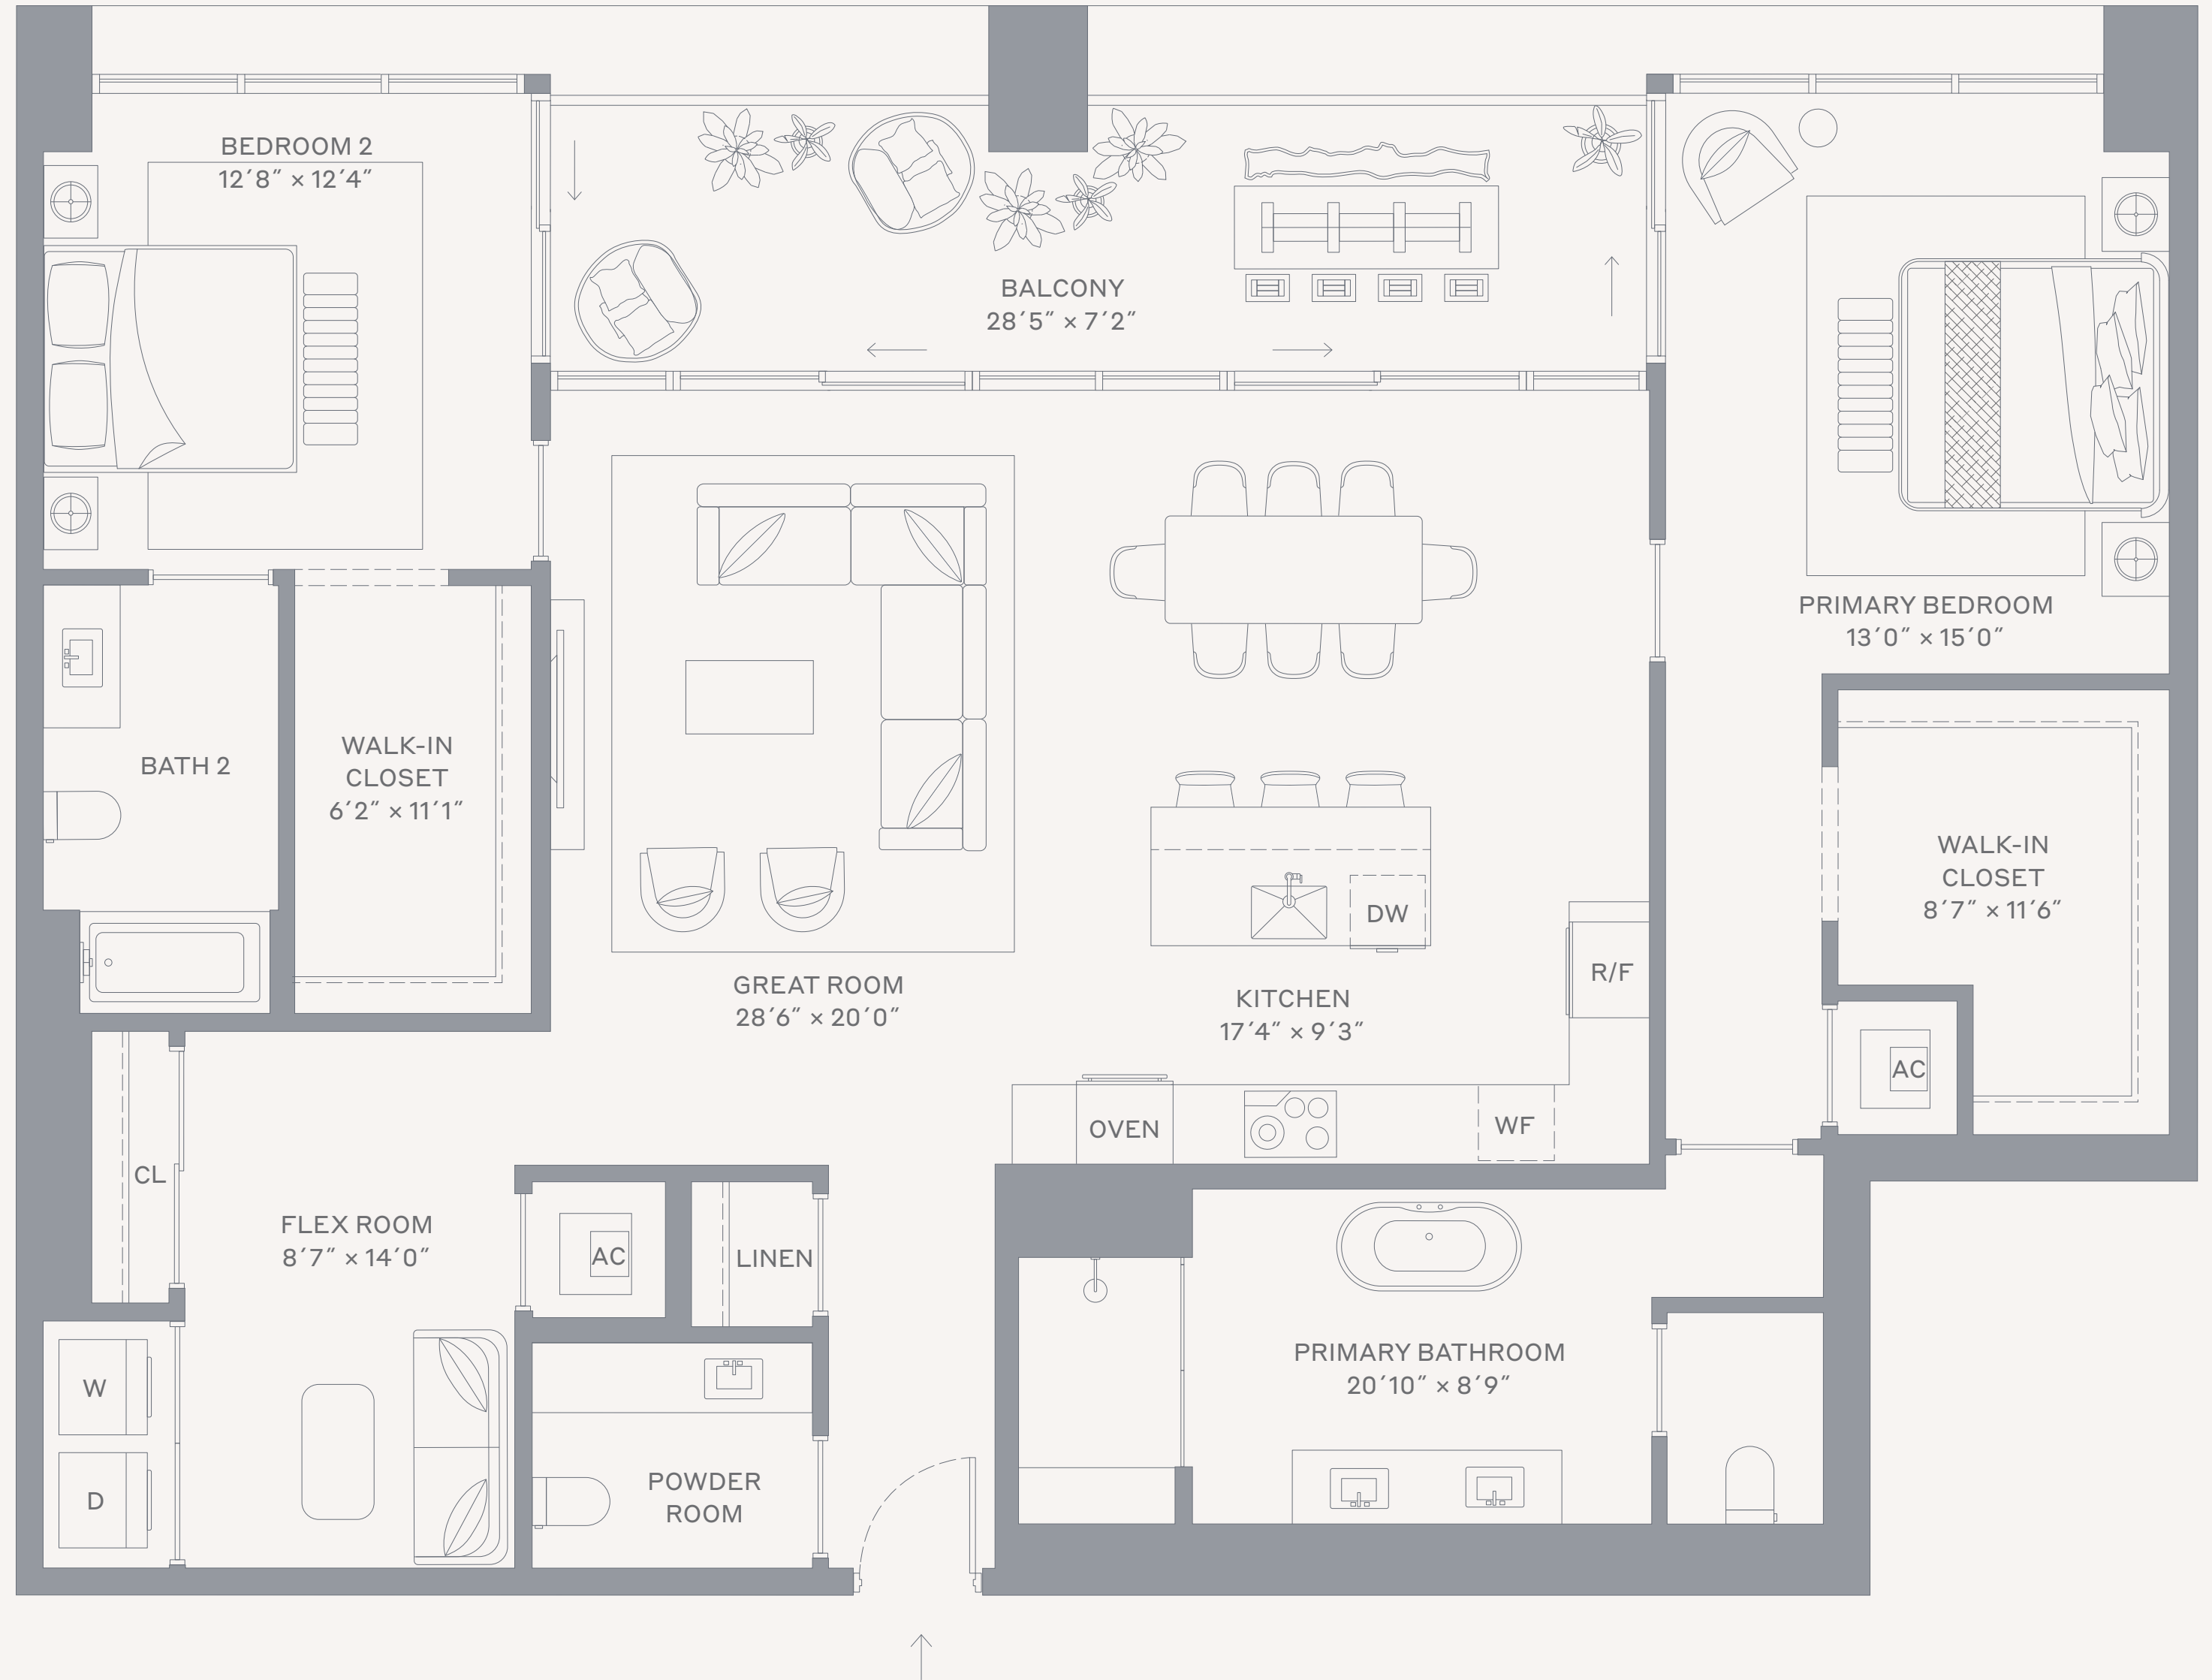 BEDROOM 2
12′8″ × 12′4″
BALCONY
28′5″ × 7′2″
PRIMARY BEDROOM
13′0″ × 15′0″
BATH 2
WALK-IN
CLOSET
6′2″ × 11′1″
WALK-IN
CLOSET
8′7″ × 11′6″
DW
R/F
GREAT ROOM
28′6″ × 20′0″
KITCHEN
17′4″ × 9′3″
AC
OVEN
WF
CL
FLEX ROOM
8′7″ × 14′0″
AC
LINEN
PRIMARY BATHROOM
20′10″ × 8′9″
W
D
POWDER
ROOM